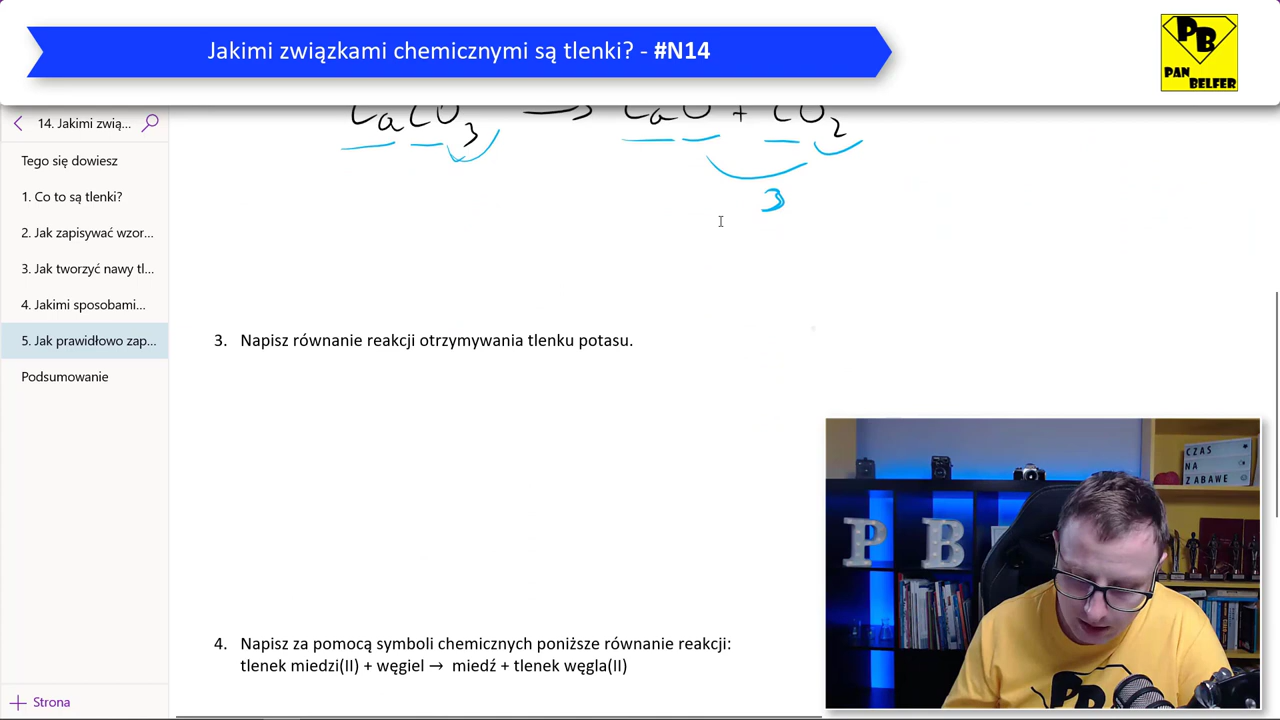 Jakimi związkami chemicznymi są tlenki? - #N14
PB
PAN
BELFER
14. Jakimi zwią...
Tego się dowiesz
1. Co to są tlenki?
2. Jak zapisywać wzor...
3. Jak tworzyć nawy tl...
4. Jakimi sposobami...
5. Jak prawidłowo zap...
Podsumowanie
Strona
CaCO3 → CaO + CO2
3
3. Napisz równanie reakcji otrzymywania tlenku potasu.
4. Napisz za pomocą symboli chemicznych poniższe równanie reakcji:
tlenek miedzi(II) + węgiel → miedź + tlenek węgla(II)
CZAS
NA
ZABAWE
P B